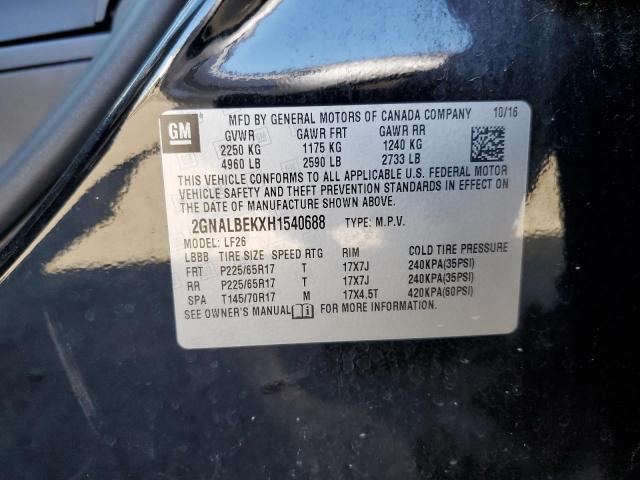 MFD BY GENERAL MOTORS OF CANADA COMPANY 10/16
GM
GVWR GAWR FRT GAWR RR
2250 KG 1175 KG 1240 KG
4960 LB 2590 LB 2733 LB
THIS VEHICLE CONFORMS TO ALL APPLICABLE U.S. FEDERAL MOTOR
VEHICLE SAFETY AND THEFT PREVENTION STANDARDS IN EFFECT ON
THE DATE OF MANUFACTURE SHOWN ABOVE.
2GNALBEKXH1540688 TYPE: M.P.V.
MODEL: LF26
LBBB TIRE SIZE SPEED RTG RIM COLD TIRE PRESSURE
FRT P225/65R17 T 17X7J 240KPA(35PSI)
RR P225/65R17 T 17X7J 240KPA(35PSI)
SPA T145/70R17 M 17X4.5T 420KPA(60PSI)
SEE OWNER'S MANUAL FOR MORE INFORMATION.